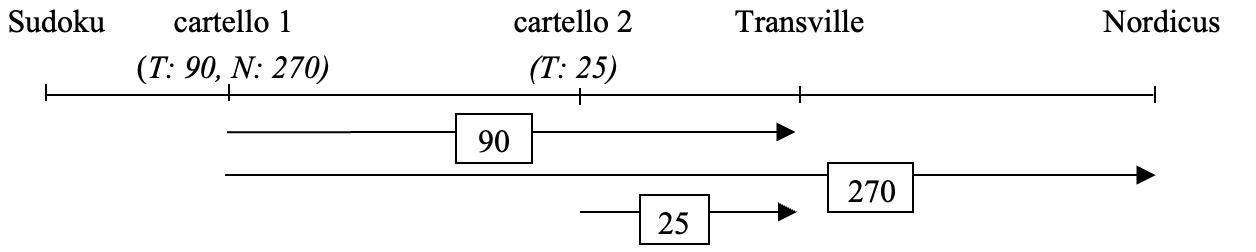 Sudoku cartello 1 cartello 2 Transville Nordicus
(T: 90, N: 270) (T: 25)
90
270
25